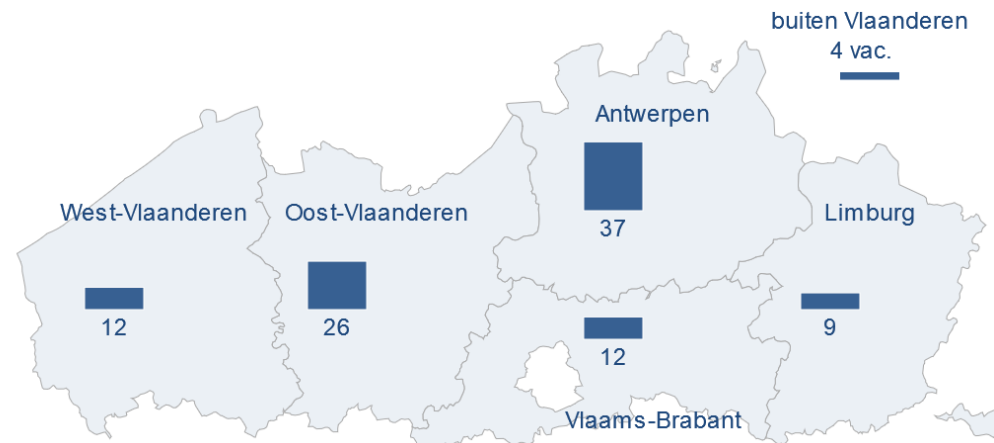 buiten Vlaanderen
4 vac.
Antwerpen
37
West-Vlaanderen
12
Oost-Vlaanderen
26
Limburg
9
12
Vlaams-Brabant